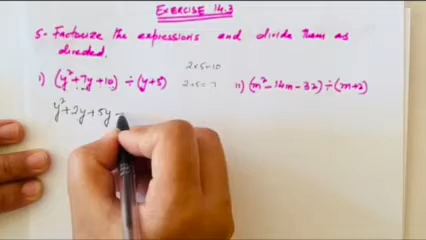 EXERCISE 14.3
5. Factorize the expressions and divide them as
directed.
2×5=10
i) (y²+7y+10) ÷ (y+5)
2+5=7
ii) (m²-14m-32) ÷ (m+2)
y²+2y+5y